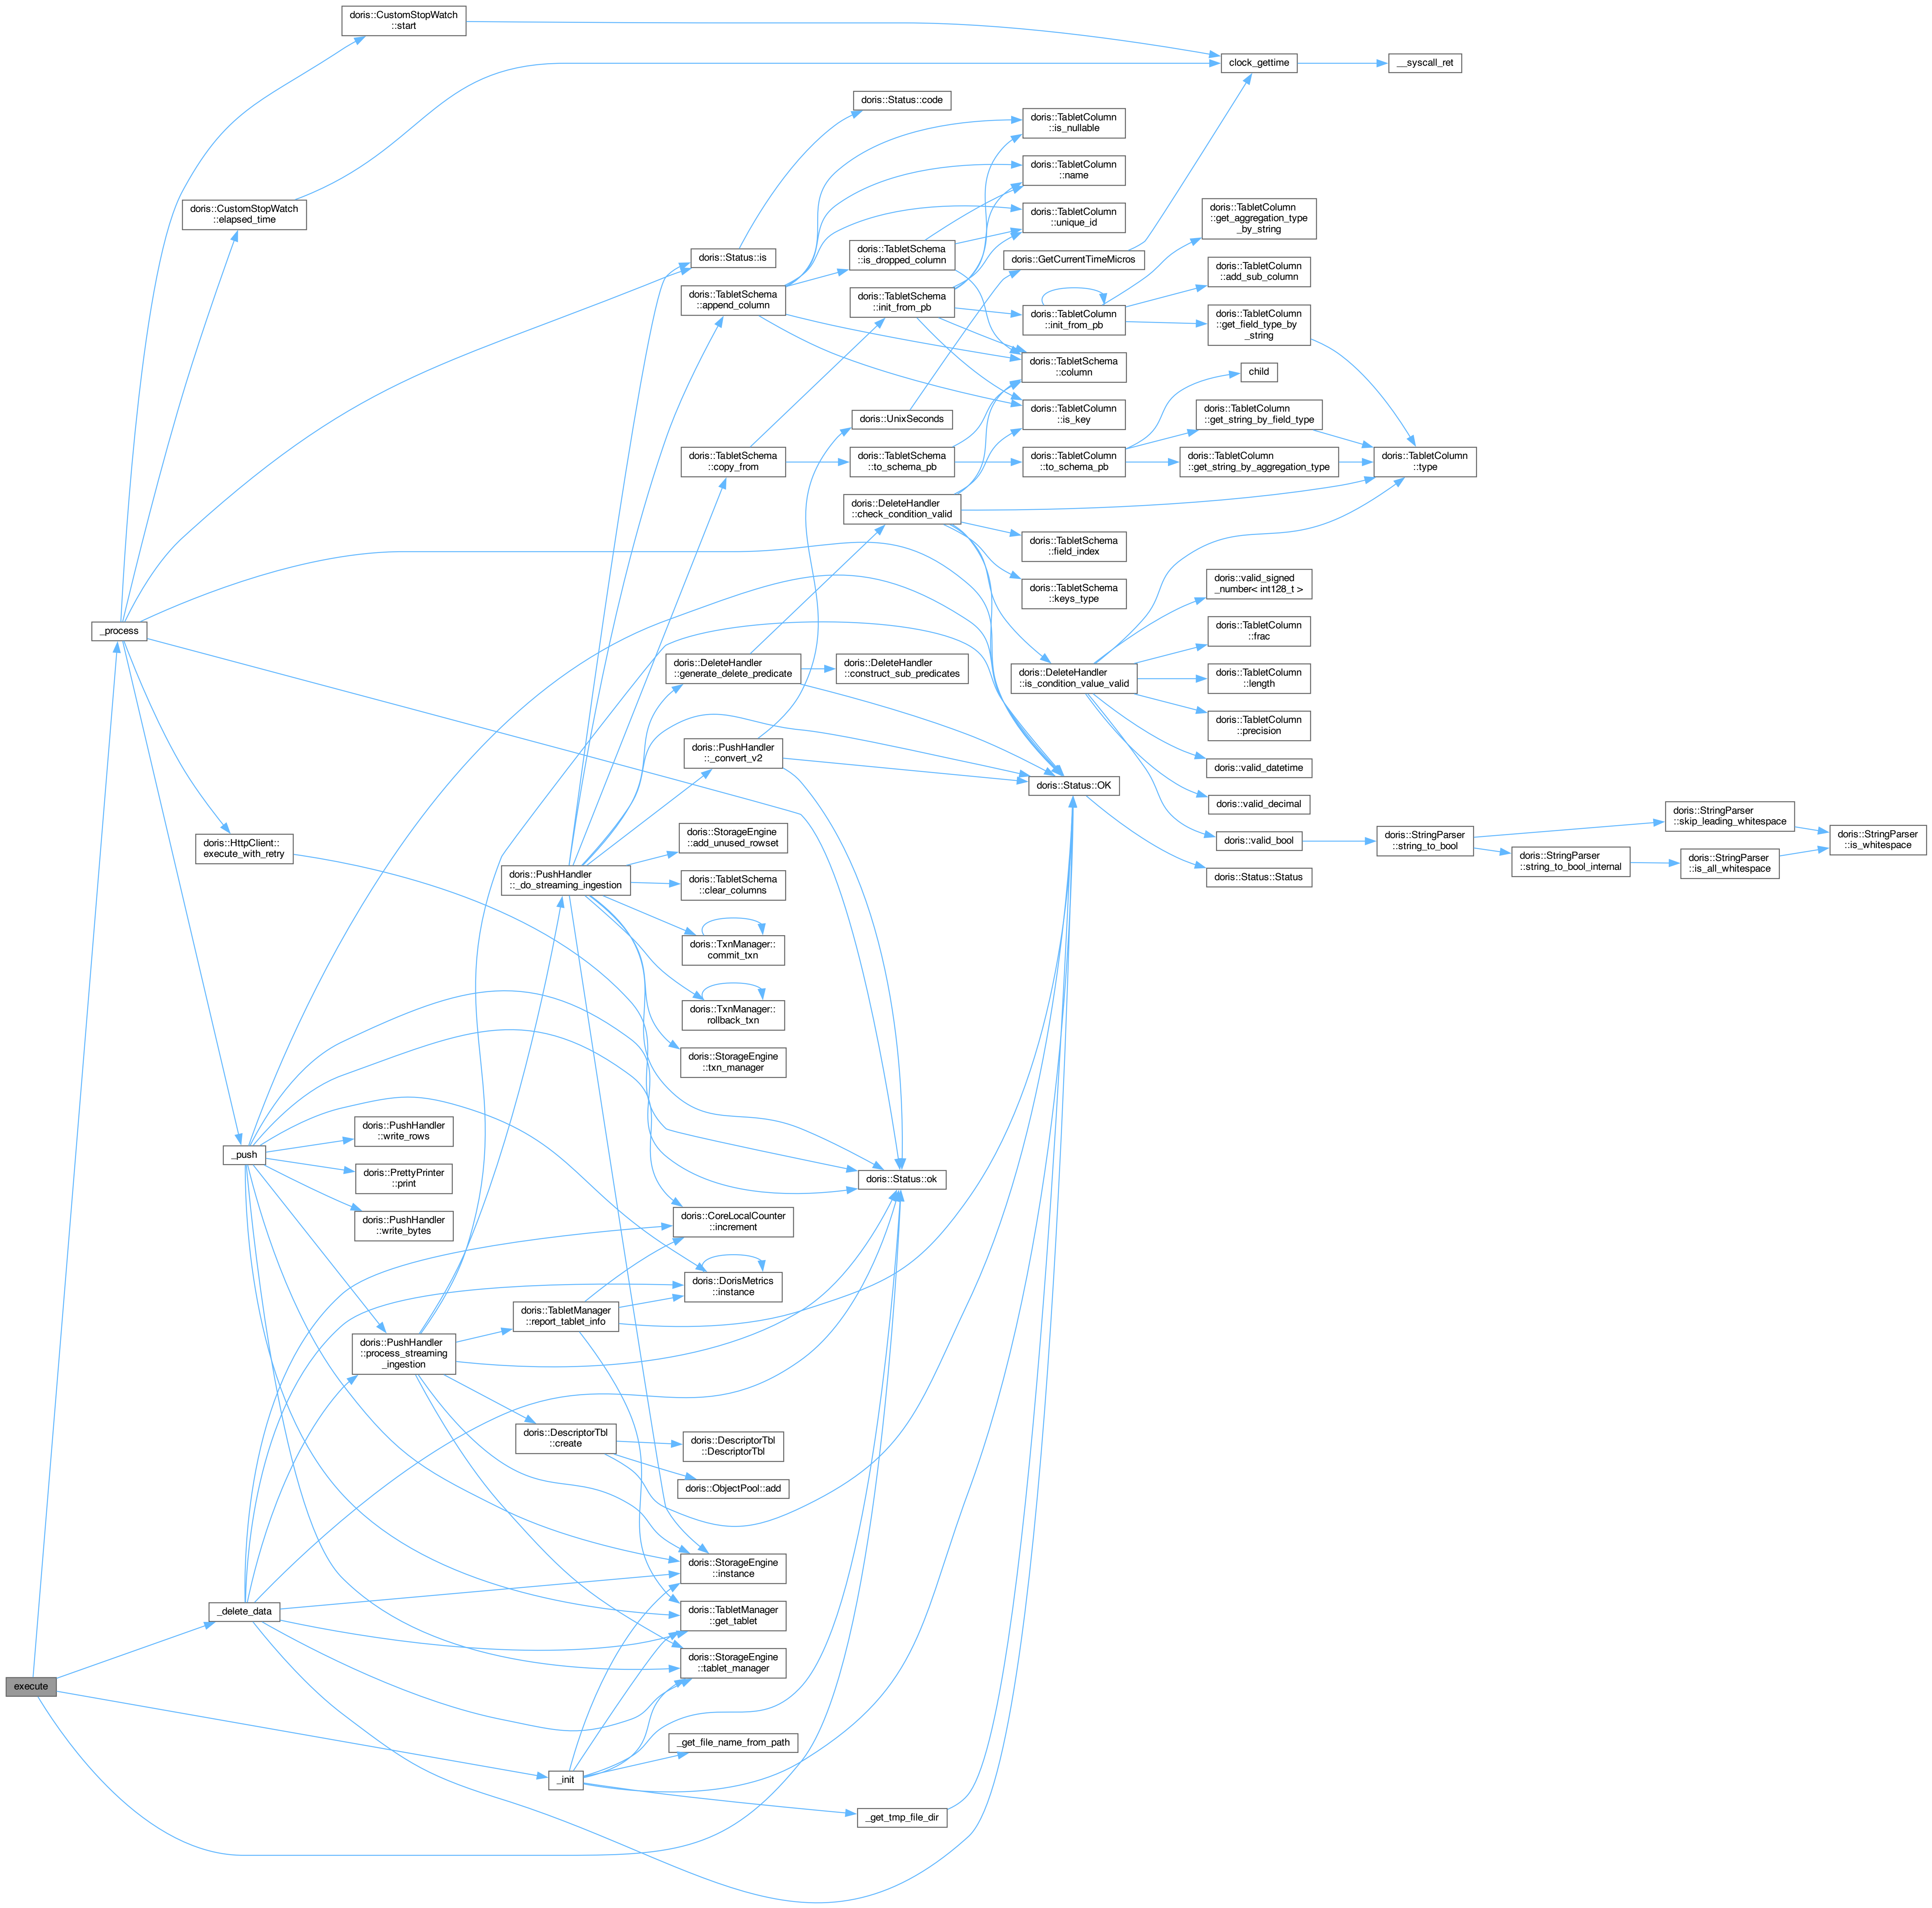 doris::CustomStopWatch
::start
clock_gettime
__syscall_ret
doris::Status::code
doris::TabletColumn
::is_nullable
doris::TabletColumn
::name
doris::CustomStopWatch
::elapsed_time
doris::TabletColumn
::unique_id
doris::TabletColumn
::get_aggregation_type
_by_string
doris::Status::is
doris::TabletSchema
::is_dropped_column
doris::GetCurrentTimeMicros
doris::TabletColumn
::add_sub_column
doris::TabletSchema
::append_column
doris::TabletSchema
::init_from_pb
doris::TabletColumn
::init_from_pb
doris::TabletColumn
::get_field_type_by
_string
doris::TabletSchema
::column
child
doris::UnixSeconds
doris::TabletColumn
::is_key
doris::TabletColumn
::get_string_by_field_type
doris::TabletSchema
::copy_from
doris::TabletSchema
::to_schema_pb
doris::TabletColumn
::to_schema_pb
doris::TabletColumn
::get_string_by_aggregation_type
doris::TabletColumn
::type
doris::DeleteHandler
::check_condition_valid
doris::TabletSchema
::field_index
doris::TabletSchema
::keys_type
doris::valid_signed
_number< int128_t >
_process
doris::TabletColumn
::frac
doris::DeleteHandler
::generate_delete_predicate
doris::DeleteHandler
::construct_sub_predicates
doris::DeleteHandler
::is_condition_value_valid
doris::TabletColumn
::length
doris::TabletColumn
::precision
doris::PushHandler
::_convert_v2
doris::valid_datetime
doris::Status::OK
doris::valid_decimal
doris::HttpClient::
execute_with_retry
doris::StorageEngine
::add_unused_rowset
doris::valid_bool
doris::StringParser
::string_to_bool
doris::StringParser
::skip_leading_whitespace
doris::StringParser
::is_whitespace
doris::StringParser
::string_to_bool_internal
doris::StringParser
::is_all_whitespace
doris::PushHandler
::_do_streaming_ingestion
doris::TabletSchema
::clear_columns
doris::Status::Status
doris::TxnManager::
commit_txn
doris::TxnManager::
rollback_txn
doris::StorageEngine
::txn_manager
doris::PushHandler
::write_rows
_push
doris::PrettyPrinter
::print
doris::Status::ok
doris::PushHandler
::write_bytes
doris::CoreLocalCounter
::increment
doris::DorisMetrics
::instance
doris::TabletManager
::report_tablet_info
doris::PushHandler
::process_streaming
_ingestion
doris::DescriptorTbl
::create
doris::DescriptorTbl
::DescriptorTbl
doris::ObjectPool::add
doris::StorageEngine
::instance
_delete_data
doris::TabletManager
::get_tablet
doris::StorageEngine
::tablet_manager
execute
_get_file_name_from_path
_init
_get_tmp_file_dir